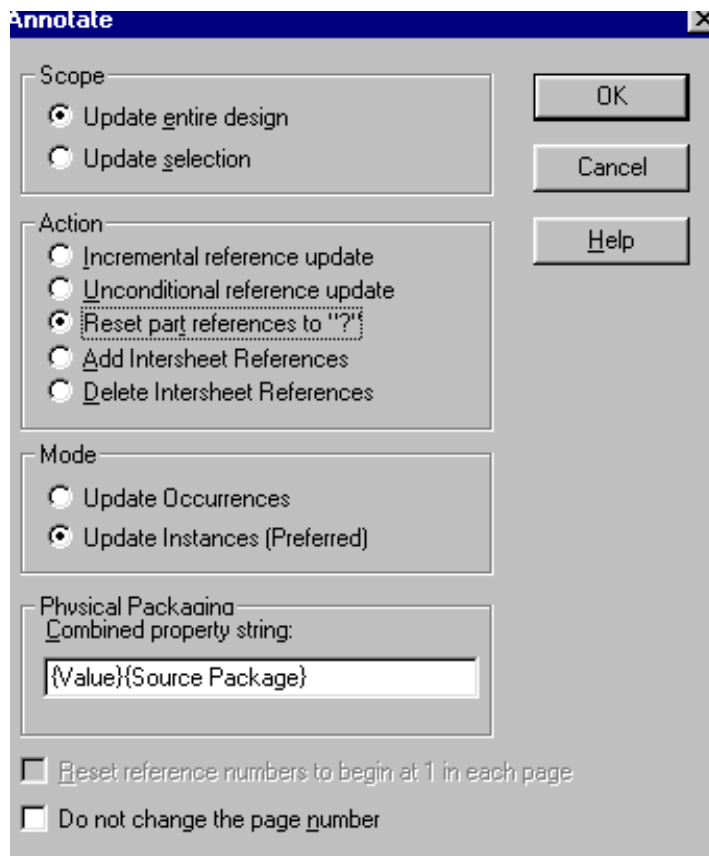 Annotate
Scope
Update entire design
Update selection
OK
Cancel
Help
Action
Incremental reference update
Unconditional reference update
Reset part references to "?"
Add Intersheet References
Delete Intersheet References
Mode
Update Occurrences
Update Instances (Preferred)
Physical Packaging
Combined property string:
{Value}{Source Package}
Reset reference numbers to begin at 1 in each page
Do not change the page number